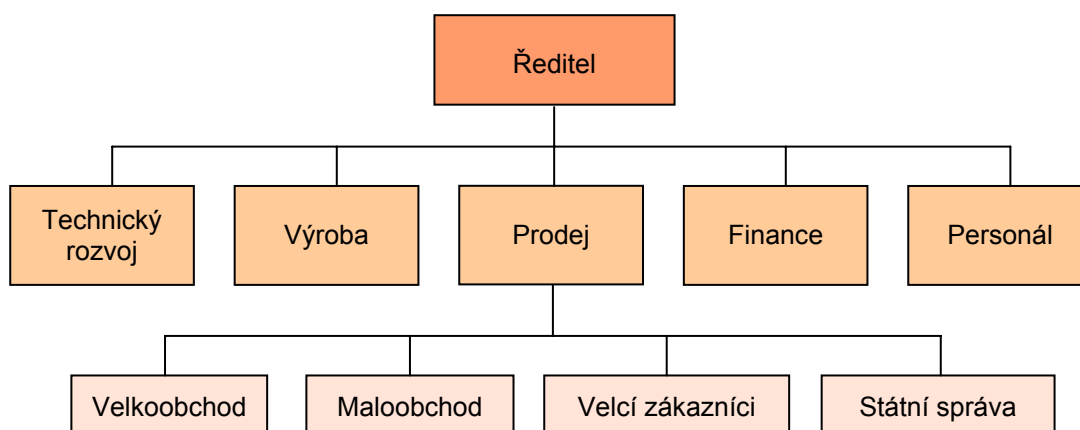 Ředitel
Technický
rozvoj
Výroba
Prodej
Finance
Personál
Velkoobchod
Maloobchod
Velcí zákazníci
Státní správa